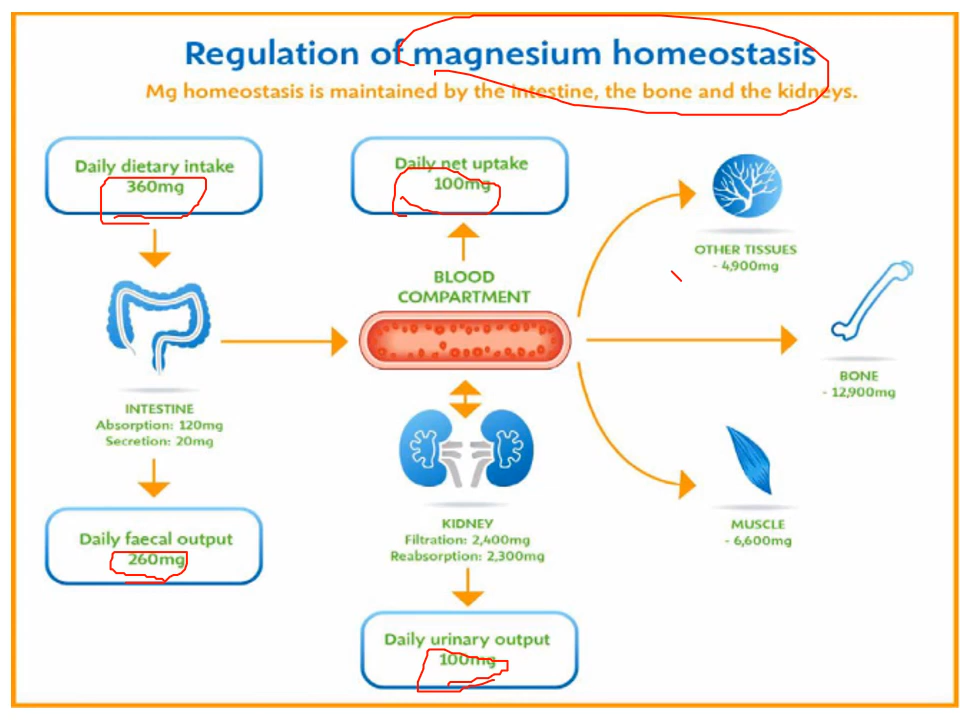 Regulation of magnesium homeostasis
Mg homeostasis is maintained by the intestine, the bone and the kidneys.
Daily dietary intake
360mg
Daily net uptake
100mg
OTHER TISSUES
- 4,900mg
BLOOD
COMPARTMENT
BONE
- 12,900mg
INTESTINE
Absorption: 120mg
Secretion: 20mg
KIDNEY
Filtration: 2,400mg
Reabsorption: 2,300mg
MUSCLE
- 6,600mg
Daily faecal output
260mg
Daily urinary output
100mg